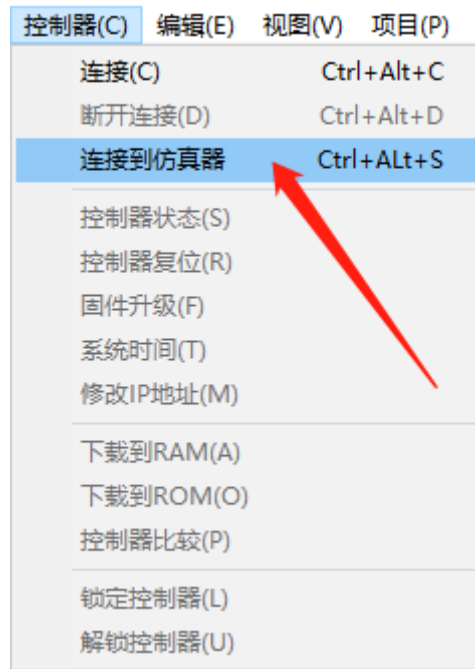 控制器(C) 编辑(E) 视图(V) 项目(P)
连接(C) Ctrl+Alt+C
断开连接(D) Ctrl+Alt+D
连接到仿真器 Ctrl+ALt+S
控制器状态(S)
控制器复位(R)
固件升级(F)
系统时间(T)
修改IP地址(M)
下载到RAM(A)
下载到ROM(O)
控制器比较(P)
锁定控制器(L)
解锁控制器(U)